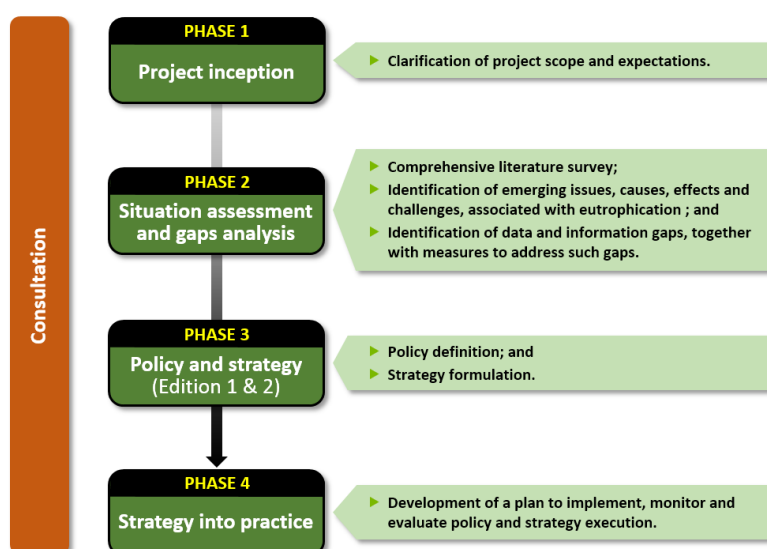 Consultation
PHASE 1
Project inception
Clarification of project scope and expectations.
PHASE 2
Situation assessment
and gaps analysis
Comprehensive literature survey;
Identification of emerging issues, causes, effects and
challenges, associated with eutrophication ; and
Identification of data and information gaps, together
with measures to address such gaps.
PHASE 3
Policy and strategy
(Edition 1 & 2)
Policy definition; and
Strategy formulation.
PHASE 4
Strategy into practice
Development of a plan to implement, monitor and
evaluate policy and strategy execution.